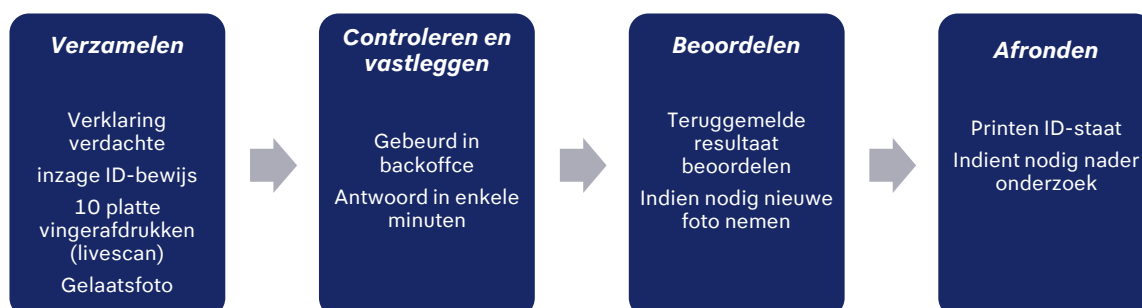 Verzamelen
Verklaring
verdachte
inzage ID-bewijs
10 platte
vingerafdrukken
(livescan)
Gelaatsfoto
Controleren en
vastleggen
Gebeurd in
backoffce
Antwoord in enkele
minuten
Beoordelen
Teruggemelde
resultaat
beoordelen
Indien nodig nieuwe
foto nemen
Afronden
Printen ID-staat
Indient nodig nader
onderzoek